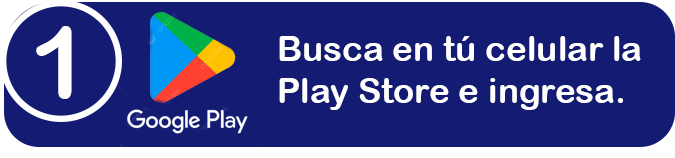 1
Google Play
Busca en tú celular la
Play Store e ingresa.